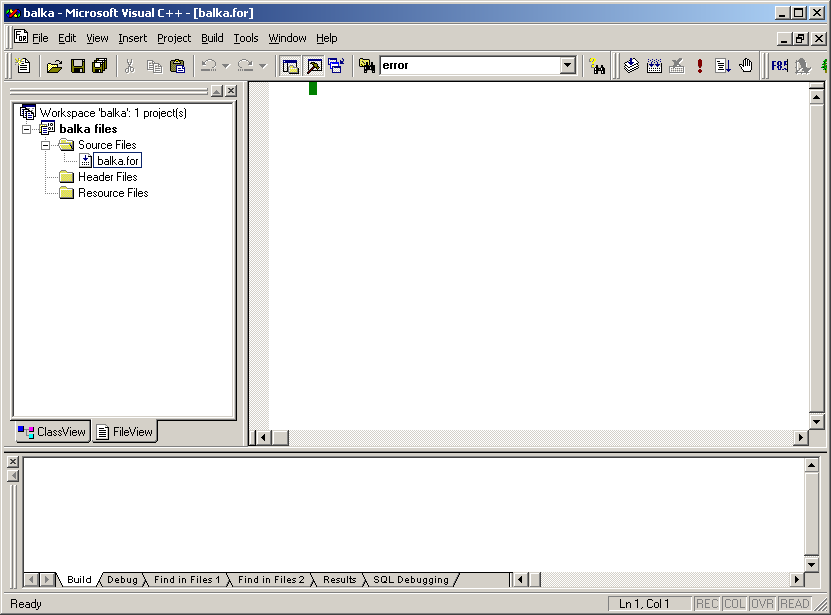 balka - Microsoft Visual C++ - [balka.for]
File Edit View Insert Project Build Tools Window Help
error
Workspace 'balka': 1 project(s)
balka files
Source Files
balka.for
Header Files
Resource Files
ClassView FileView
Build Debug Find in Files 1 Find in Files 2 Results SQL Debugging
Ready Ln 1, Col 1 REC COL OVR READ